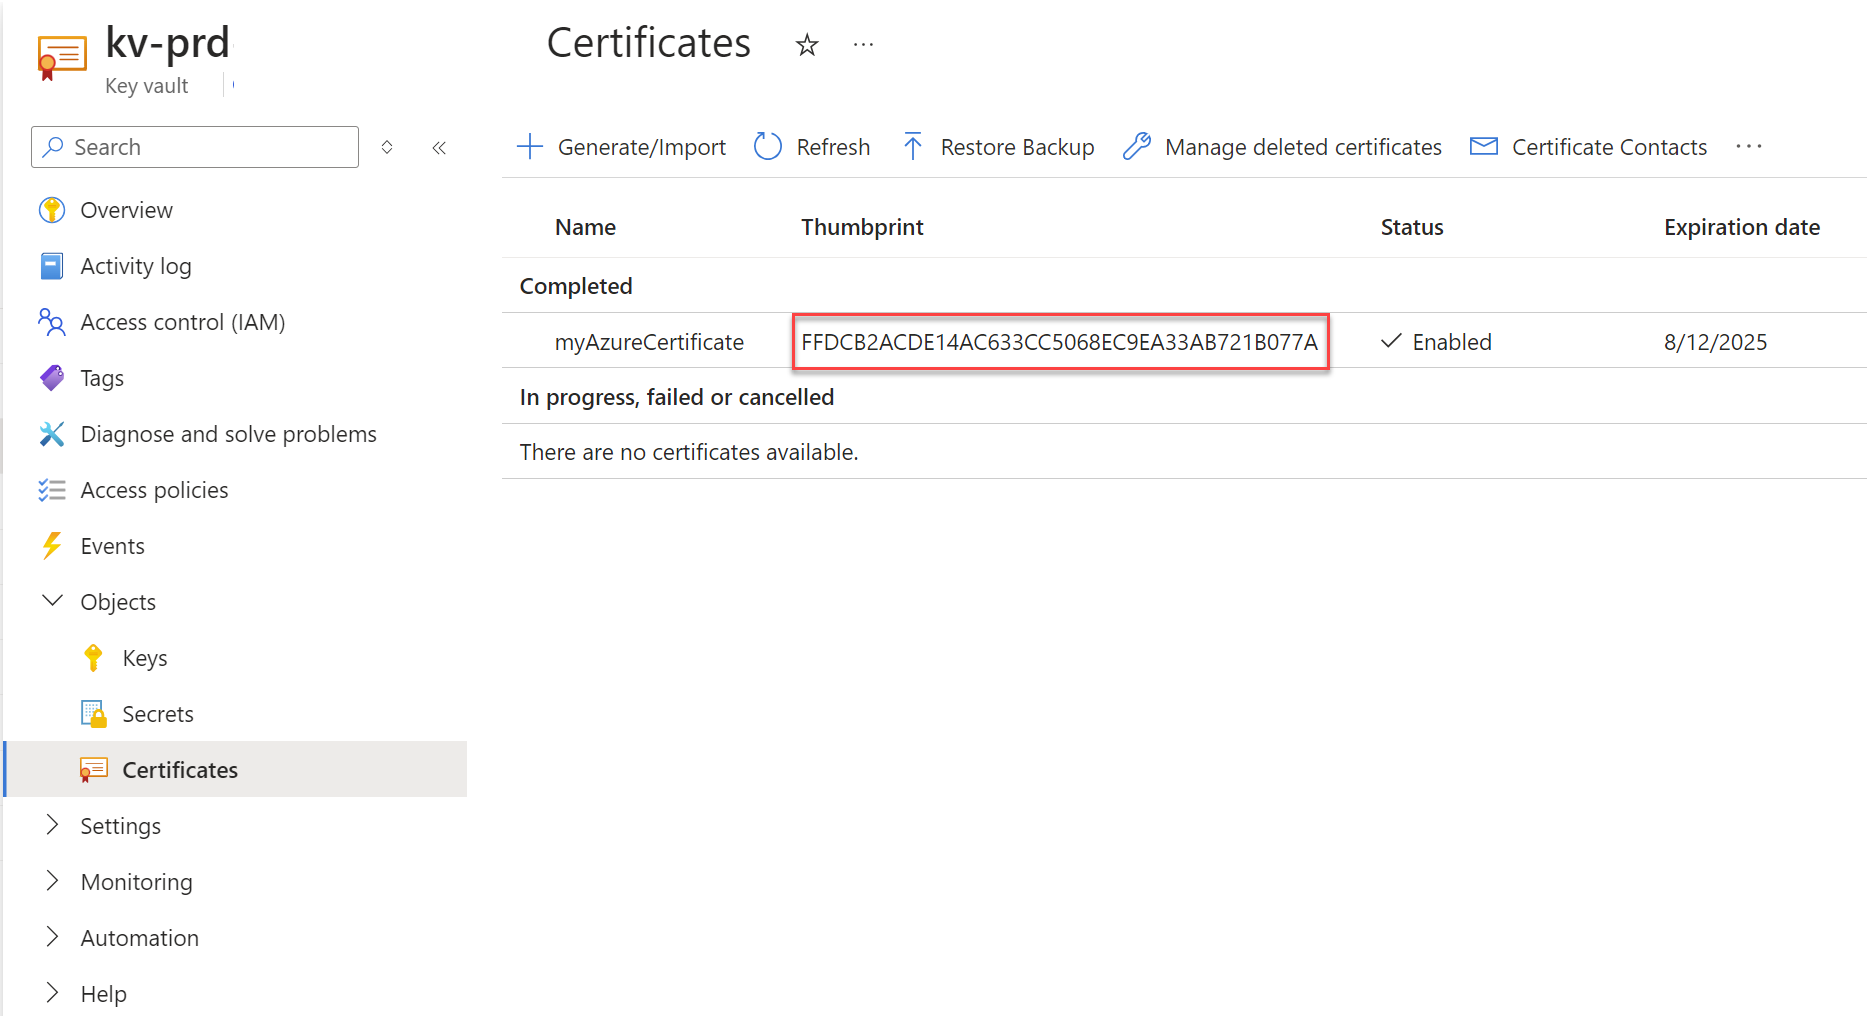 kv-prd
Key vault
Certificates
Search
Generate/Import Refresh Restore Backup Manage deleted certificates Certificate Contacts
Overview
Activity log
Access control (IAM)
Tags
Diagnose and solve problems
Access policies
Events
Objects
Keys
Secrets
Certificates
Settings
Monitoring
Automation
Help
Name Thumbprint Status Expiration date
Completed
myAzureCertificate FFDCB2ACDE14AC633CC5068EC9EA33AB721B077A Enabled 8/12/2025
In progress, failed or cancelled
There are no certificates available.